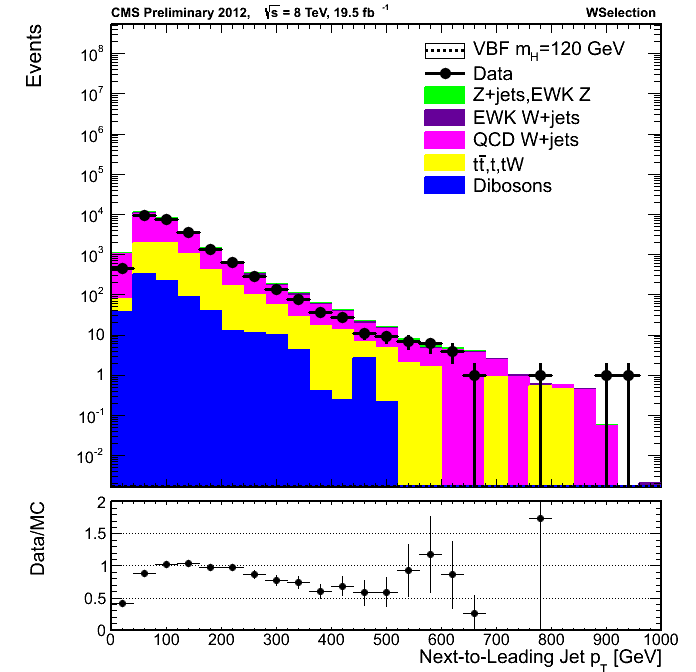 CMS Preliminary 2012, √s = 8 TeV, 19.5 fb⁻¹ WSelection
Events
10⁸
10⁷
10⁶
10⁵
10⁴
10³
10²
10
1
10⁻¹
10⁻²
VBF m_H=120 GeV
Data
Z+jets,EWK Z
EWK W+jets
QCD W+jets
tt̄,t,tW
Dibosons
Data/MC
2
1.5
1
0.5
0
0 100 200 300 400 500 600 700 800 900 1000
Next-to-Leading Jet p_T [GeV]